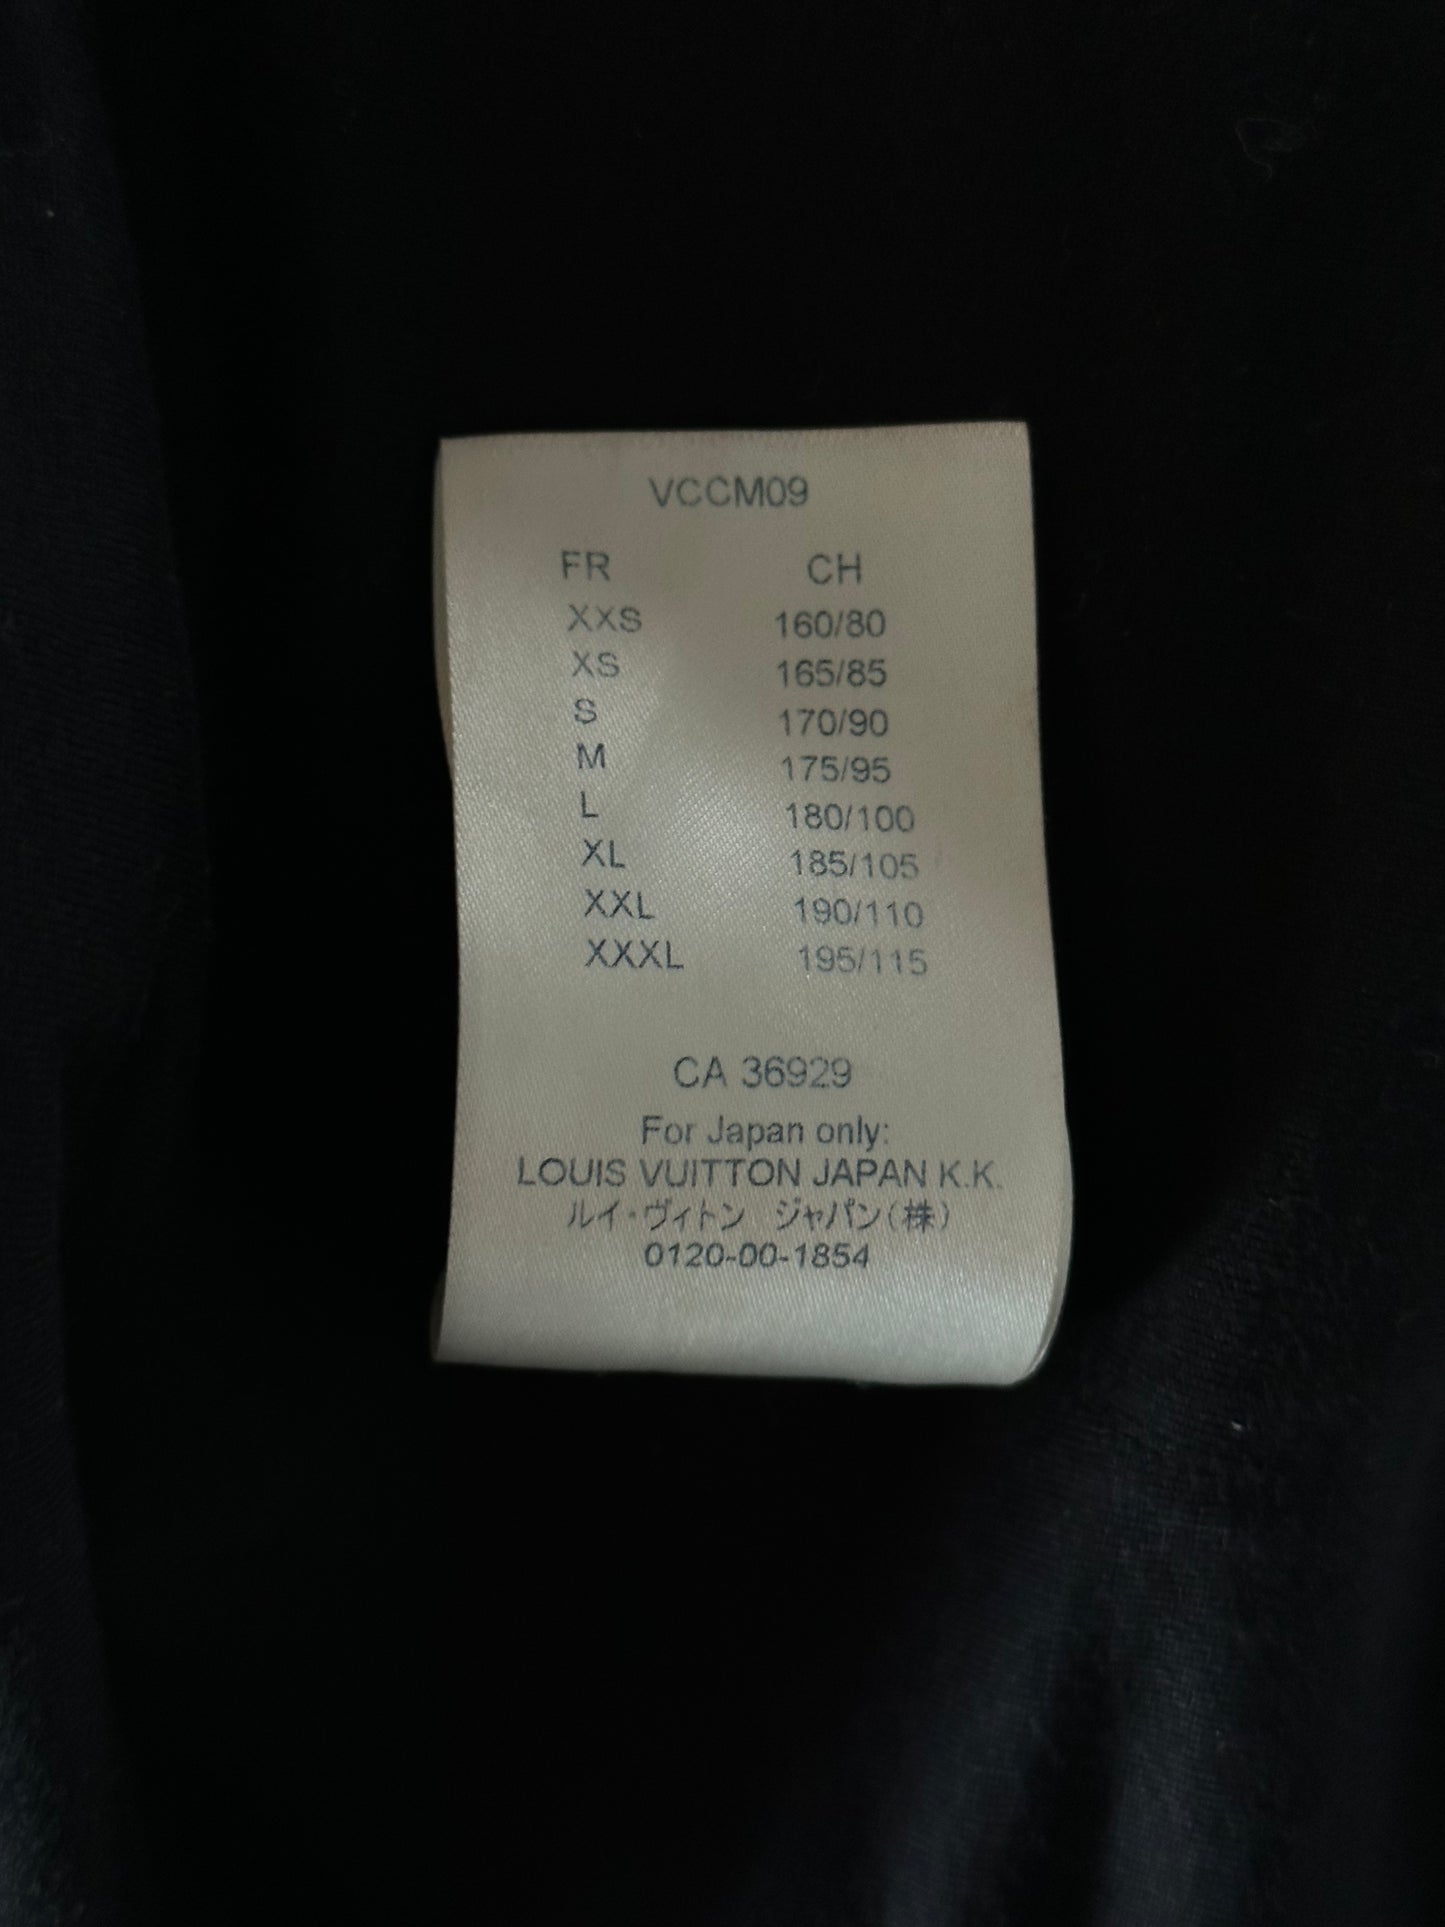 VCCM09
FR CH
XXS 160/80
XS 165/85
S 170/90
M 175/95
L 180/100
XL 185/105
XXL 190/110
XXXL 195/115
CA 36929
For Japan only:
LOUIS VUITTON JAPAN K.K.
ルイ・ヴィトン ジャパン(株)
0120-00-1854